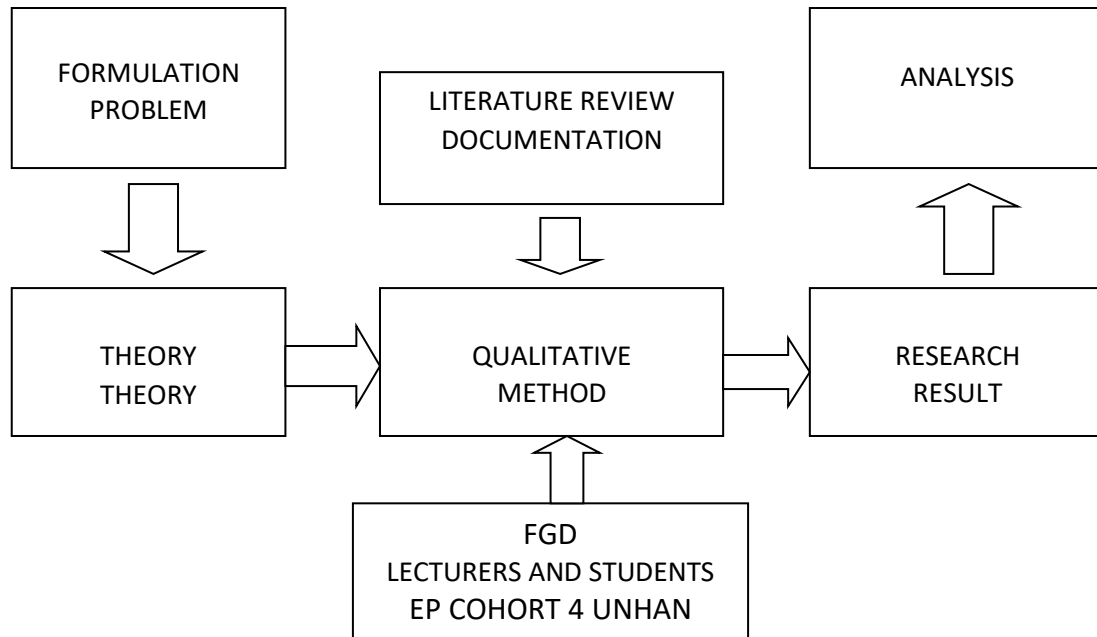 FORMULATION
PROBLEM
LITERATURE REVIEW
DOCUMENTATION
ANALYSIS
THEORY
THEORY
QUALITATIVE
METHOD
RESEARCH
RESULT
FGD
LECTURERS AND STUDENTS
EP COHORT 4 UNHAN